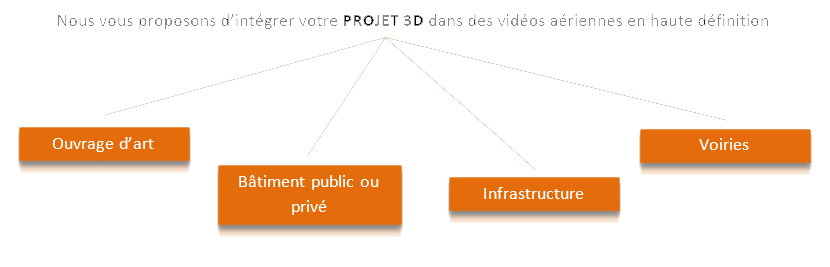 Nous vous proposons d’intégrer votre PROJET 3D dans des vidéos aériennes en haute définition
Ouvrage d’art
Bâtiment public ou
privé
Infrastructure
Voiries